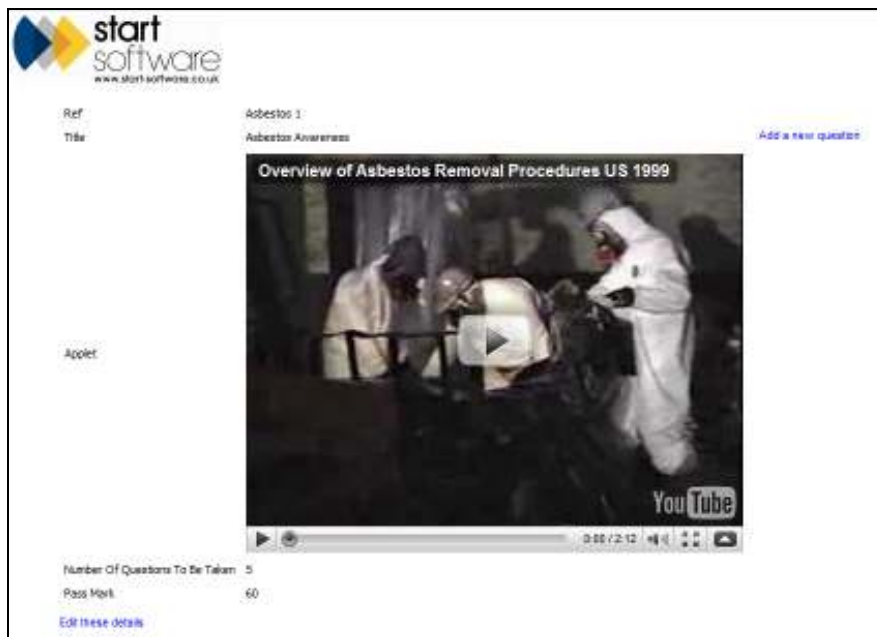 start
software
www.start-software.co.uk
Ref Asbestos 1
Title Asbestos Awareness Add a new question
Overview of Asbestos Removal Procedures US 1999
Applet
YouTube
0:00 / 2:12
Number Of Questions To Be Taken 5
Pass Mark 60
Edit these details